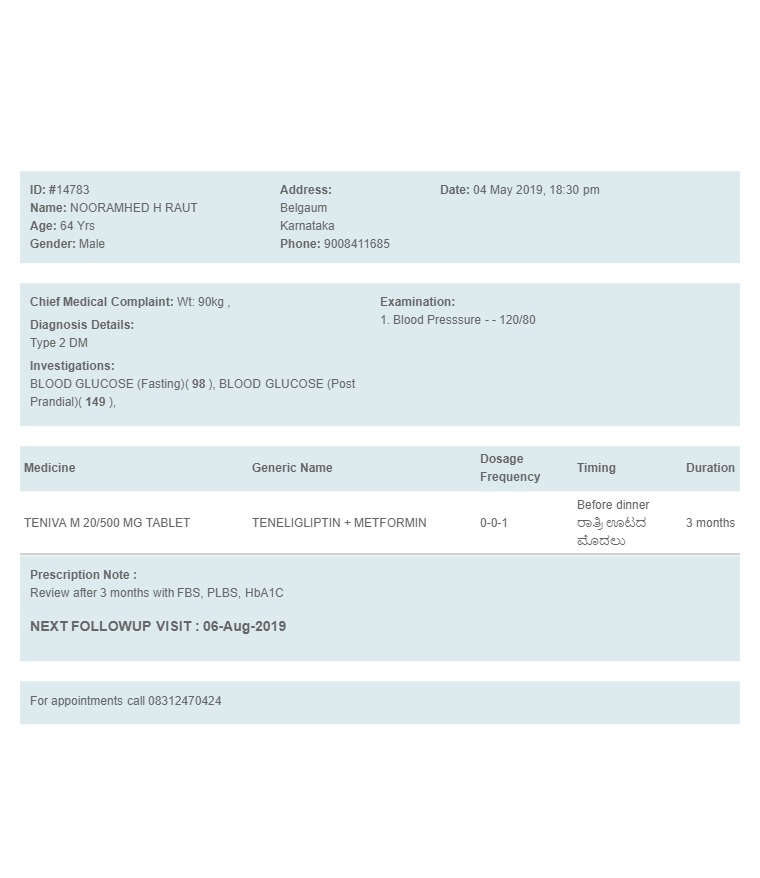 ID: #14783
Name: NOORAMHED H RAUT
Age: 64 Yrs
Gender: Male
Address:
Belgaum
Karnataka
Phone: 9008411685
Date: 04 May 2019, 18:30 pm
Chief Medical Complaint: Wt: 90kg ,
Diagnosis Details:
Type 2 DM
Investigations:
BLOOD GLUCOSE (Fasting)( 98 ), BLOOD GLUCOSE (Post
Prandial)( 149 ),
Examination:
1. Blood Presssure - - 120/80
Medicine Generic Name Dosage Frequency Timing Duration
TENIVA M 20/500 MG TABLET TENELIGLIPTIN + METFORMIN 0-0-1 Before dinner ರಾತ್ರಿ ಊಟದ ಮೊದಲು 3 months
Prescription Note :
Review after 3 months with FBS, PLBS, HbA1C
NEXT FOLLOWUP VISIT : 06-Aug-2019
For appointments call 08312470424